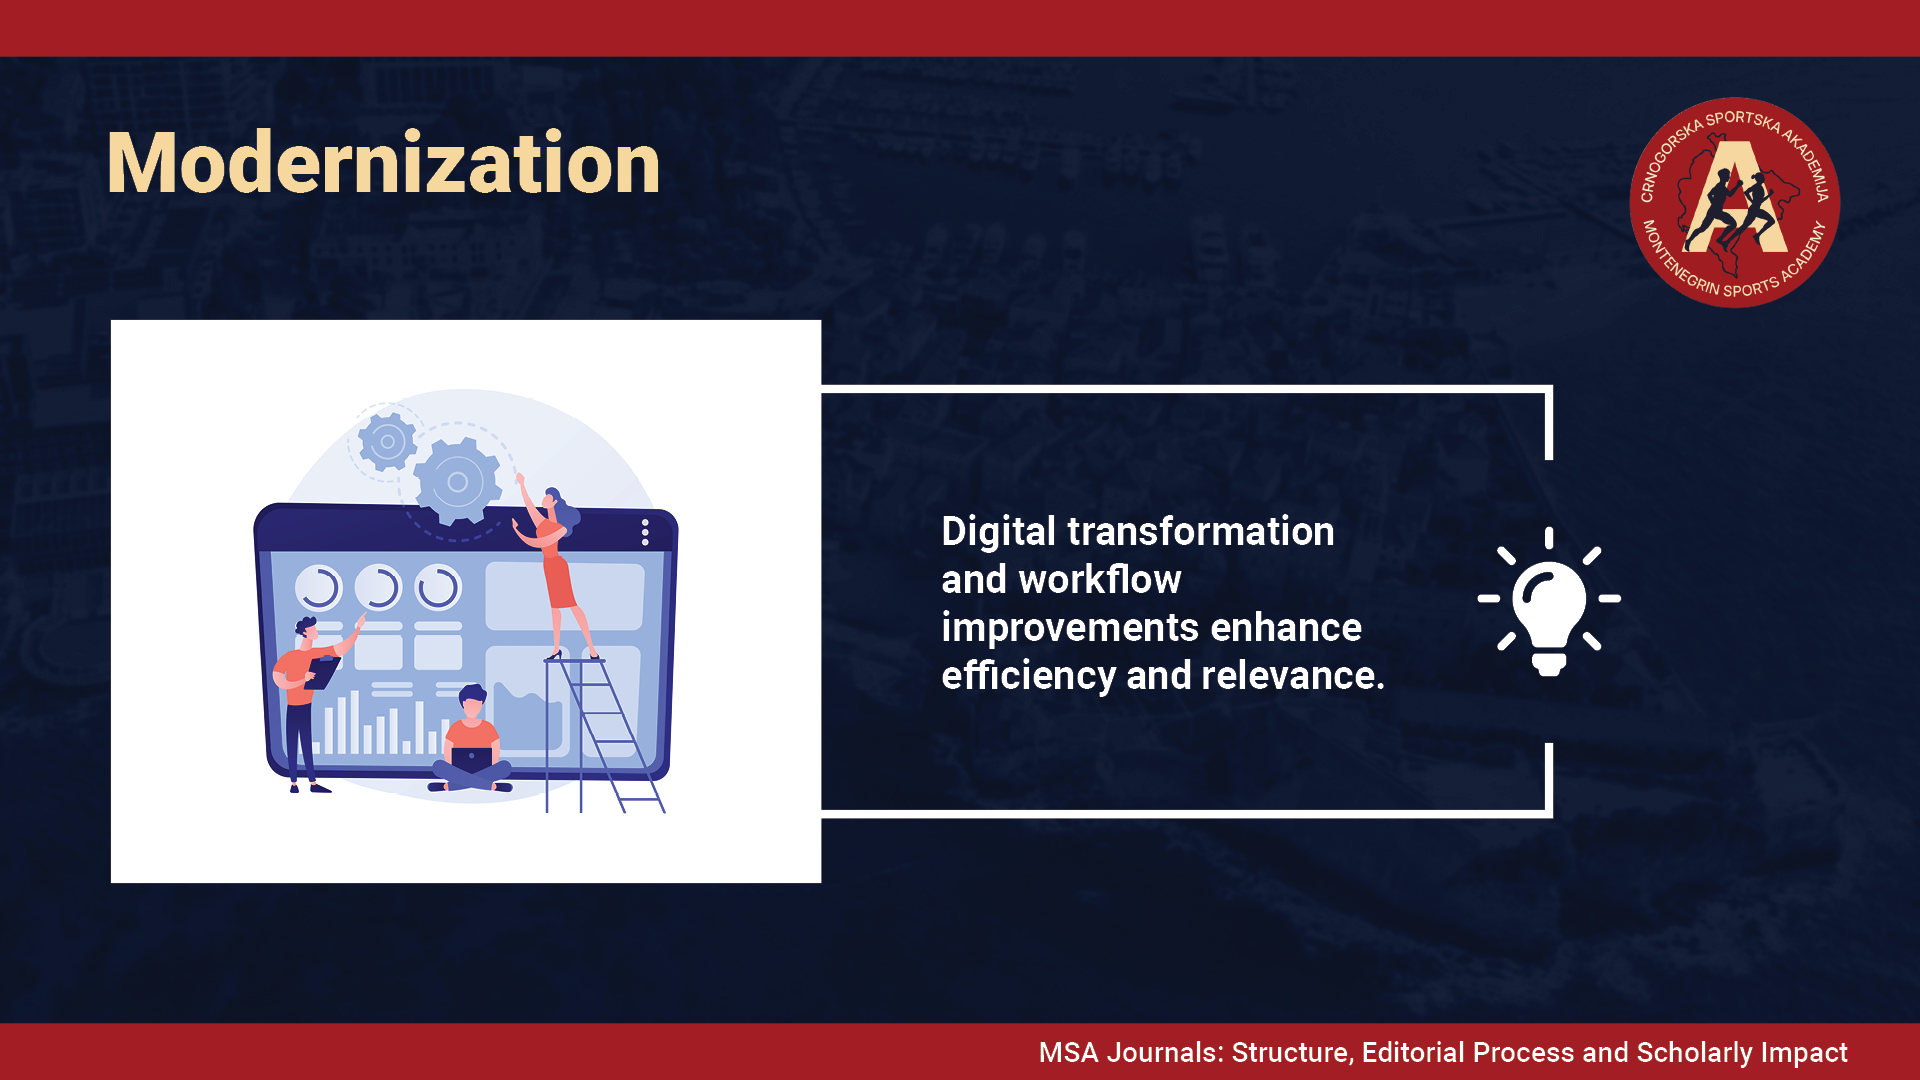 Modernization
CRNOGORSKA SPORTSKA AKADEMIJA
MONTENEGRIN SPORTS ACADEMY
A
Digital transformation
and workflow
improvements enhance
efficiency and relevance.
MSA Journals: Structure, Editorial Process and Scholarly Impact